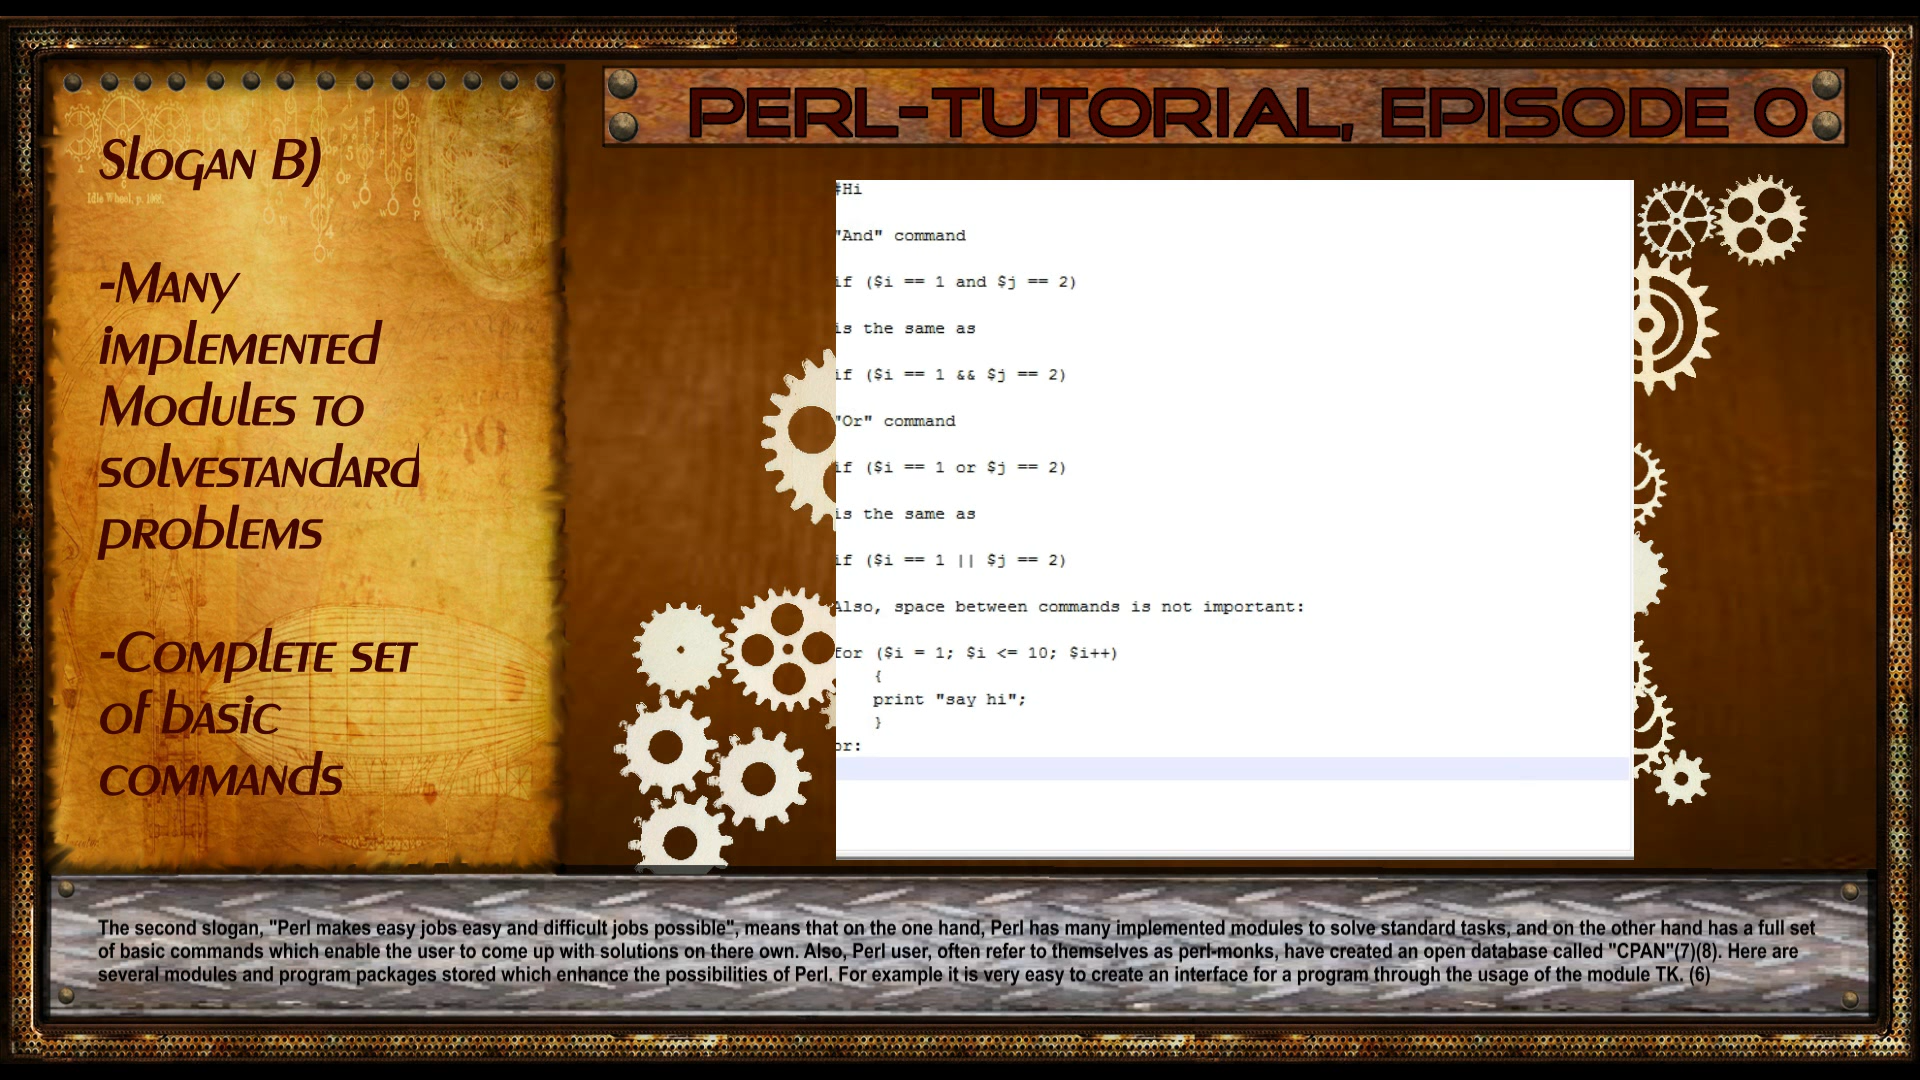 PERL-TUTORIAL, EPISODE 0
Slogan B)
-Many
implemented
Modules to
solvestandard
problems
-Complete set
of basic
commands
Idle Wheel, p. 1908.
#Hi
"And" command
if ($i == 1 and $j == 2)
is the same as
if ($i == 1 && $j == 2)
"Or" command
if ($i == 1 or $j == 2)
is the same as
if ($i == 1 || $j == 2)
Also, space between commands is not important:
for ($i = 1; $i <= 10; $i++)
{
print "say hi";
}
or:
The second slogan, "Perl makes easy jobs easy and difficult jobs possible", means that on the one hand, Perl has many implemented modules to solve standard tasks, and on the other hand has a full set
of basic commands which enable the user to come up with solutions on there own. Also, Perl user, often refer to themselves as perl-monks, have created an open database called "CPAN"(7)(8). Here are
several modules and program packages stored which enhance the possibilities of Perl. For example it is very easy to create an interface for a program through the usage of the module TK. (6)